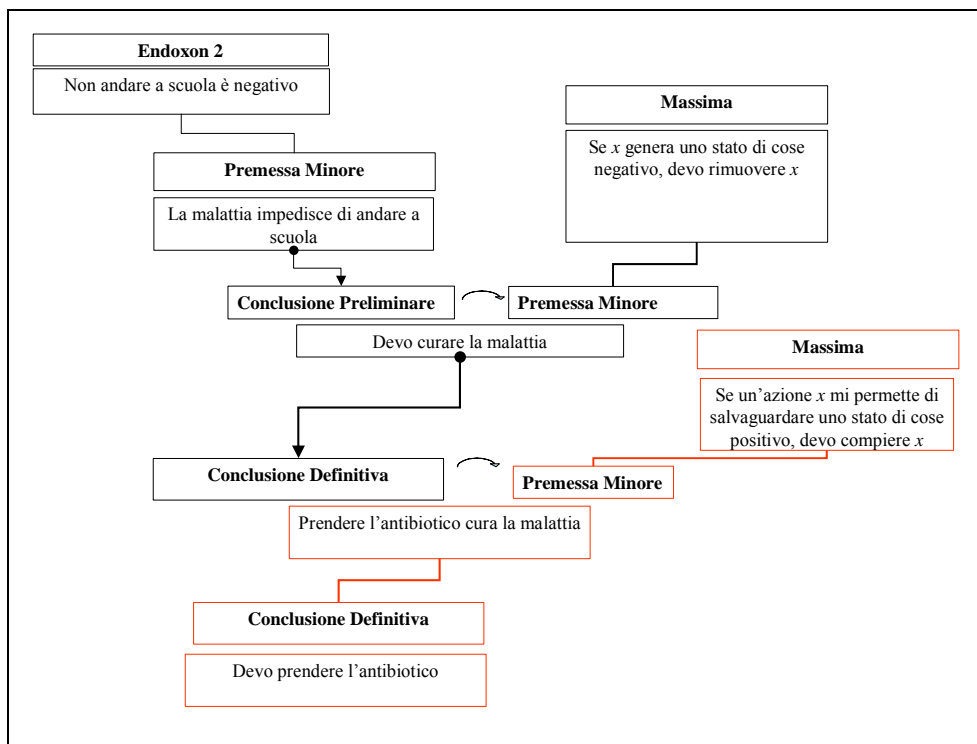 Endoxon 2
Non andare a scuola è negativo
Massima
Se x genera uno stato di cose
negativo, devo rimuovere x
Premessa Minore
La malattia impedisce di andare a
scuola
Conclusione Preliminare
Premessa Minore
Devo curare la malattia
Massima
Se un’azione x mi permette di
salvaguardare uno stato di cose
positivo, devo compiere x
Conclusione Definitiva
Premessa Minore
Prendere l’antibiotico cura la malattia
Conclusione Definitiva
Devo prendere l’antibiotico